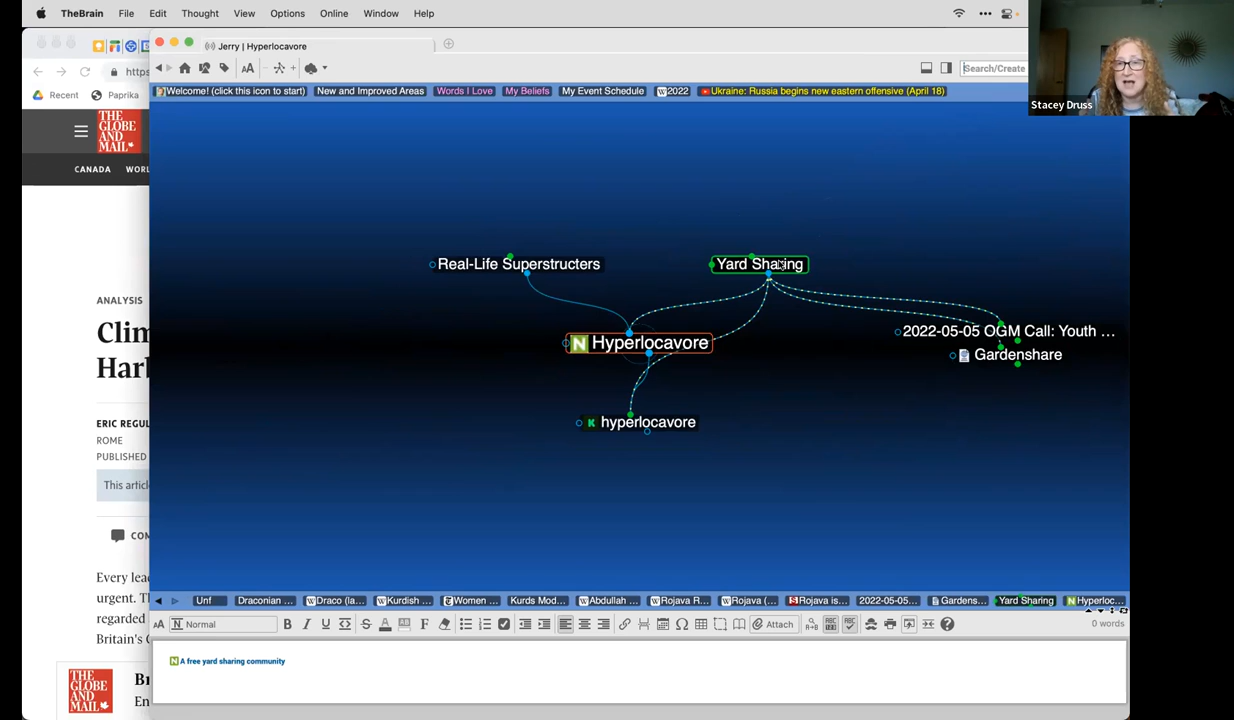 TheBrain File Edit Thought View Options Online Window Help
Jerry | Hyperlocavore
Stacey Druss
https
Search/Create
Recent Paprika
Welcome! (click this icon to start) New and Improved Areas Words I Love My Beliefs My Event Schedule 2022 Ukraine: Russia begins new eastern offensive (April 18)
THE GLOBE AND MAIL
CANADA WORL
Real-Life Superstructers
Yard Sharing
Hyperlocavore
2022-05-05 OGM Call: Youth ...
Gardenshare
hyperlocavore
ANALYSIS
Clim
Harb
ERIC REGUL
ROME
PUBLISHED
This article
COM
Every lea
urgent. Th
regarded
Britain's C
THE GLOBE AND MAIL
Br
En
Unf Draconian ... Draco (la... Kurdish ... Women ... Kurds Mod... Abdullah ... Rojava R... Rojava (... Rojava is... 2022-05-05... Gardens... Yard Sharing Hyperloc...
Normal
Attach
0 words
A free yard sharing community